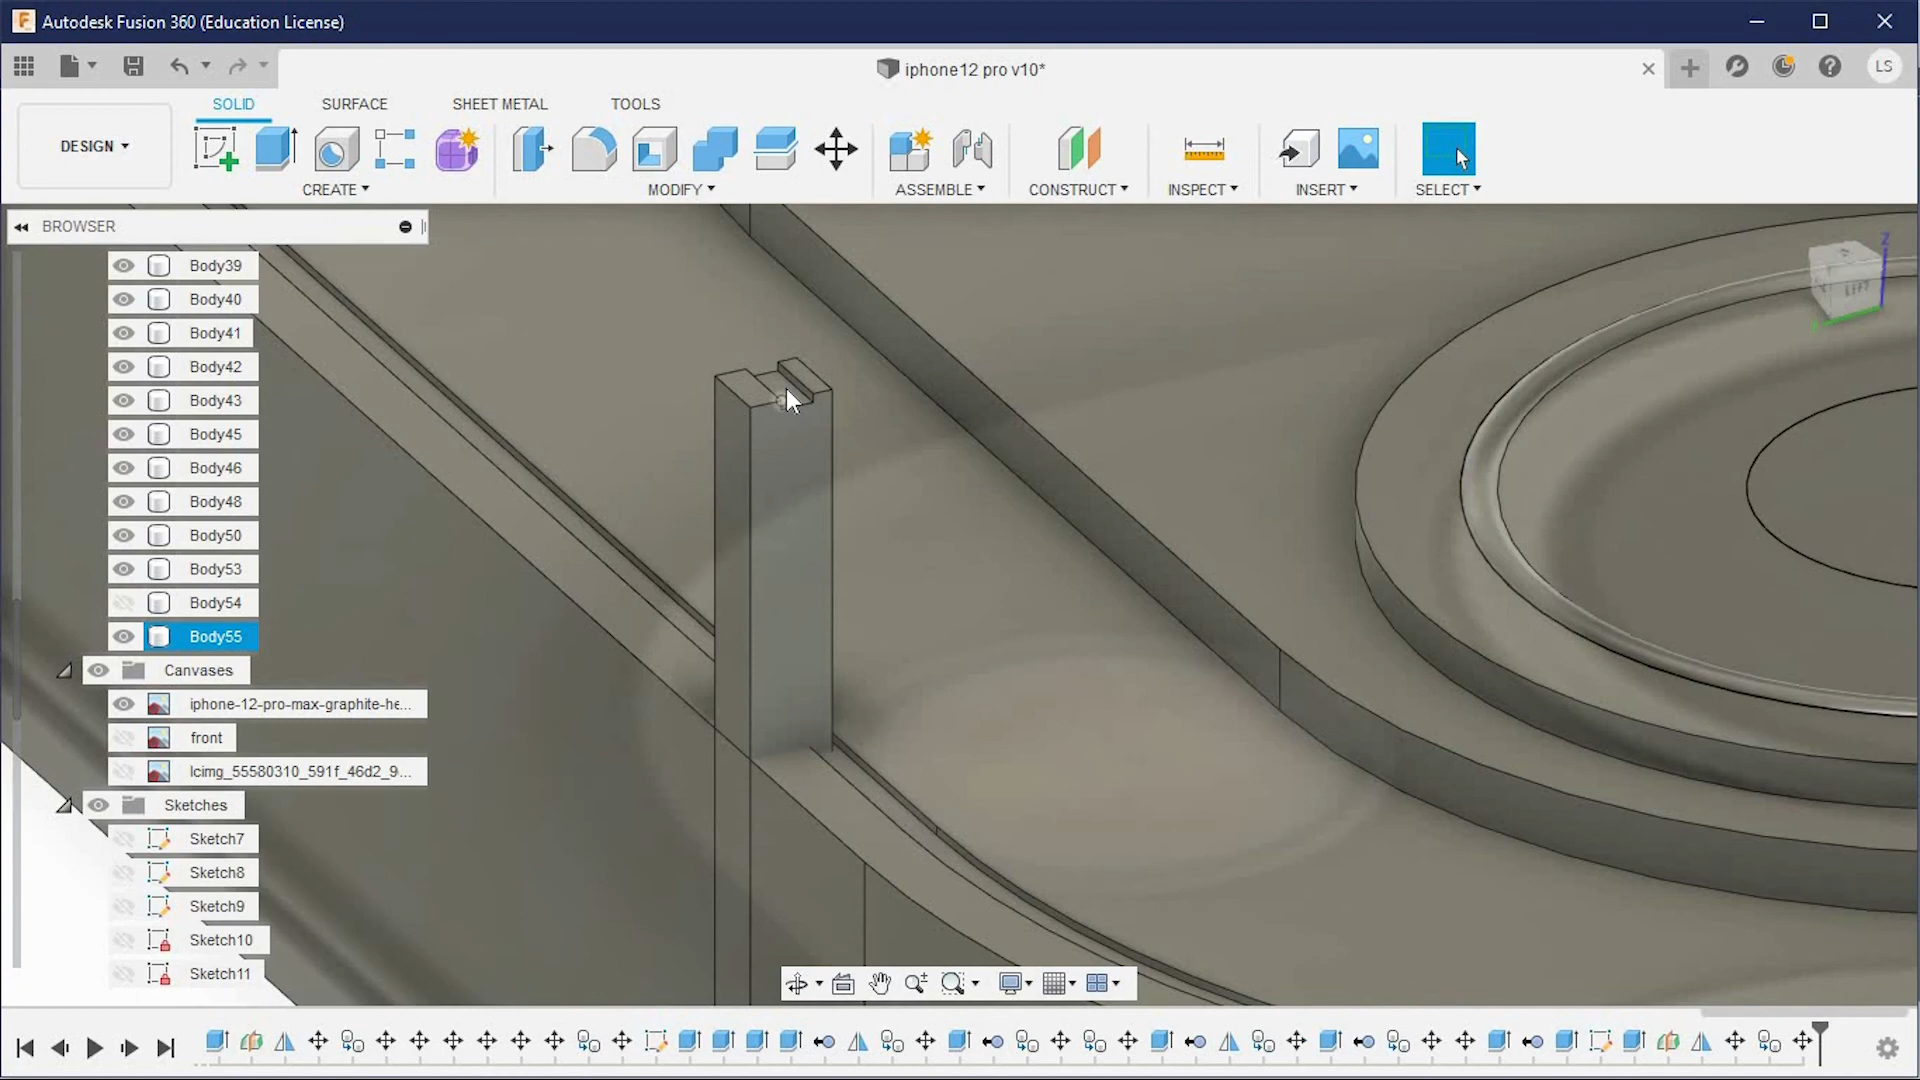 Autodesk Fusion 360 (Education License)
iphone12 pro v10*
LS
SOLID SURFACE SHEET METAL TOOLS
DESIGN
CREATE MODIFY ASSEMBLE CONSTRUCT INSPECT INSERT SELECT
BROWSER
Body39
Body40
Body41
Body42
Body43
Body45
Body46
Body48
Body50
Body53
Body54
Body55
Canvases
iphone-12-pro-max-graphite-he...
front
lcimg_55580310_591f_46d2_9...
Sketches
Sketch7
Sketch8
Sketch9
Sketch10
Sketch11
Z
LEFT